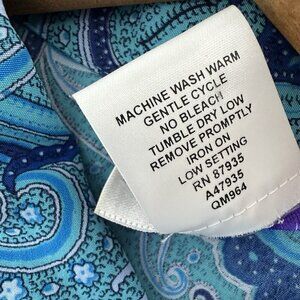 MACHINE WASH WARM
GENTLE CYCLE
NO BLEACH
TUMBLE DRY LOW
REMOVE PROMPTLY
IRON ON
LOW SETTING
RN 87935
A47935
QM964